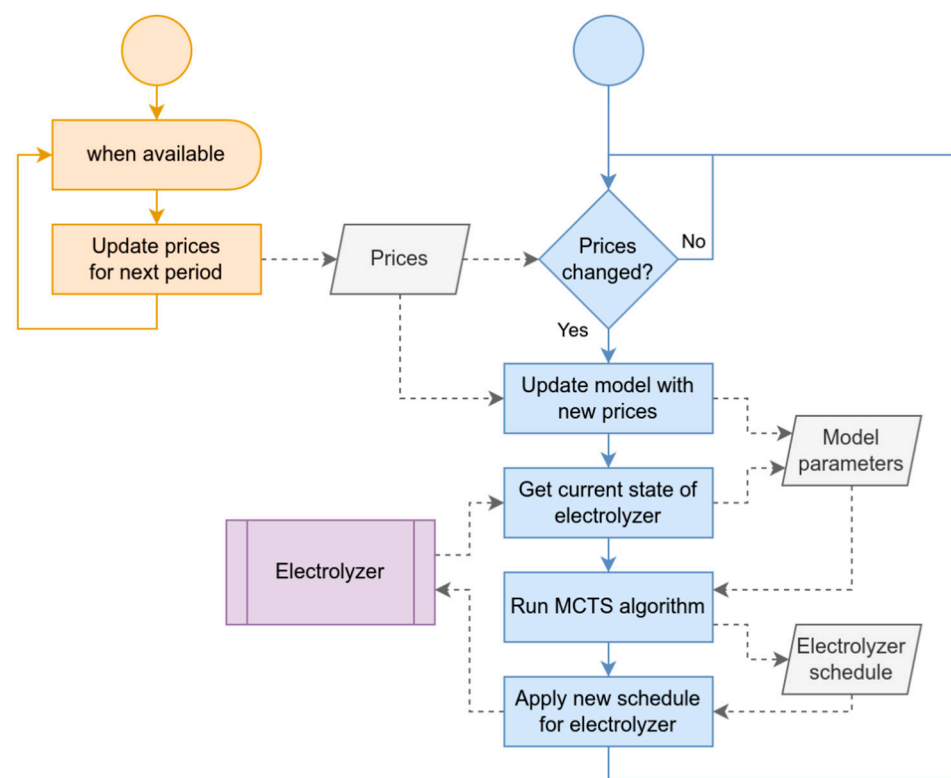 when available
Update prices
for next period
Prices
Prices
changed?
No
Yes
Update model with
new prices
Model
parameters
Get current state of
electrolyzer
Electrolyzer
Run MCTS algorithm
Electrolyzer
schedule
Apply new schedule
for electrolyzer